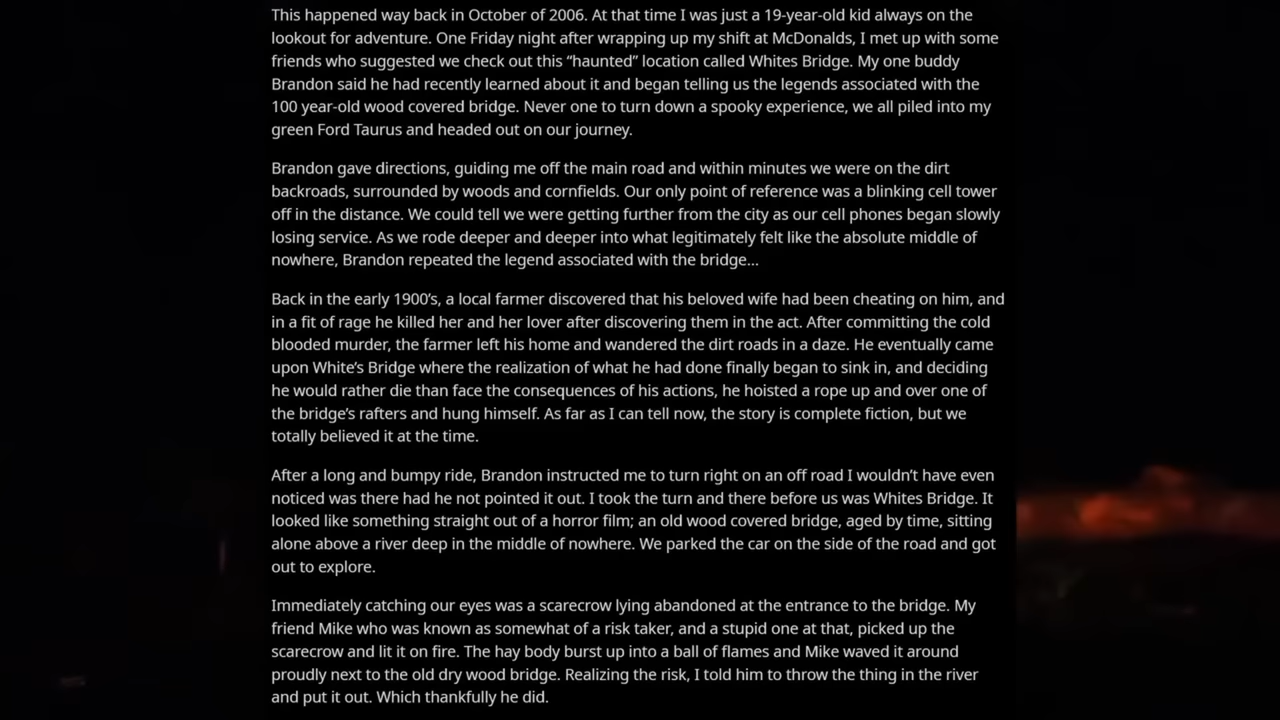 This happened way back in October of 2006. At that time I was just a 19-year-old kid always on the
lookout for adventure. One Friday night after wrapping up my shift at McDonalds, I met up with some
friends who suggested we check out this “haunted” location called Whites Bridge. My one buddy
Brandon said he had recently learned about it and began telling us the legends associated with the
100 year-old wood covered bridge. Never one to turn down a spooky experience, we all piled into my
green Ford Taurus and headed out on our journey.
Brandon gave directions, guiding me off the main road and within minutes we were on the dirt
backroads, surrounded by woods and cornfields. Our only point of reference was a blinking cell tower
off in the distance. We could tell we were getting further from the city as our cell phones began slowly
losing service. As we rode deeper and deeper into what legitimately felt like the absolute middle of
nowhere, Brandon repeated the legend associated with the bridge...
Back in the early 1900’s, a local farmer discovered that his beloved wife had been cheating on him, and
in a fit of rage he killed her and her lover after discovering them in the act. After committing the cold
blooded murder, the farmer left his home and wandered the dirt roads in a daze. He eventually came
upon White’s Bridge where the realization of what he had done finally began to sink in, and deciding
he would rather die than face the consequences of his actions, he hoisted a rope up and over one of
the bridge’s rafters and hung himself. As far as I can tell now, the story is complete fiction, but we
totally believed it at the time.
After a long and bumpy ride, Brandon instructed me to turn right on an off road I wouldn’t have even
noticed was there had he not pointed it out. I took the turn and there before us was Whites Bridge. It
looked like something straight out of a horror film; an old wood covered bridge, aged by time, sitting
alone above a river deep in the middle of nowhere. We parked the car on the side of the road and got
out to explore.
Immediately catching our eyes was a scarecrow lying abandoned at the entrance to the bridge. My
friend Mike who was known as somewhat of a risk taker, and a stupid one at that, picked up the
scarecrow and lit it on fire. The hay body burst up into a ball of flames and Mike waved it around
proudly next to the old dry wood bridge. Realizing the risk, I told him to throw the thing in the river
and put it out. Which thankfully he did.